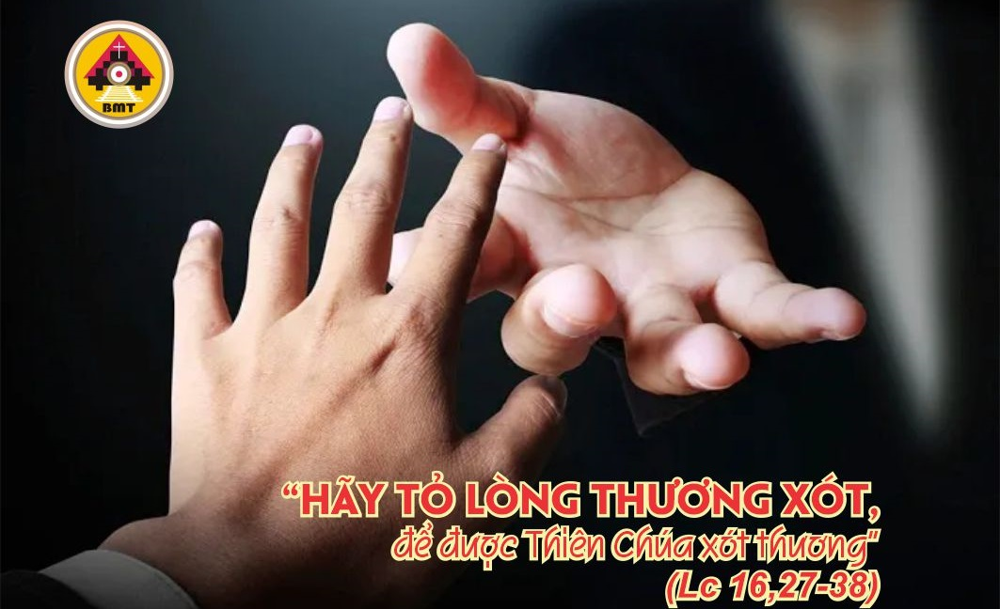 BMT
“HÃY TỎ LÒNG THƯƠNG XÓT,
để được Thiên Chúa xót thương”
(Lc 16,27-38)